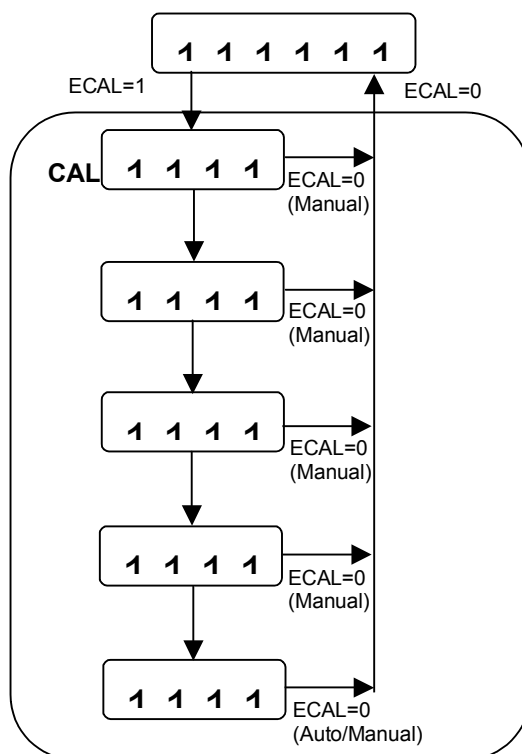 1 1 1 1 1 1
ECAL=1
ECAL=0
CAL
1 1 1 1
ECAL=0
(Manual)
1 1 1 1
ECAL=0
(Manual)
1 1 1 1
ECAL=0
(Manual)
1 1 1 1
ECAL=0
(Manual)
1 1 1 1
ECAL=0
(Auto/Manual)